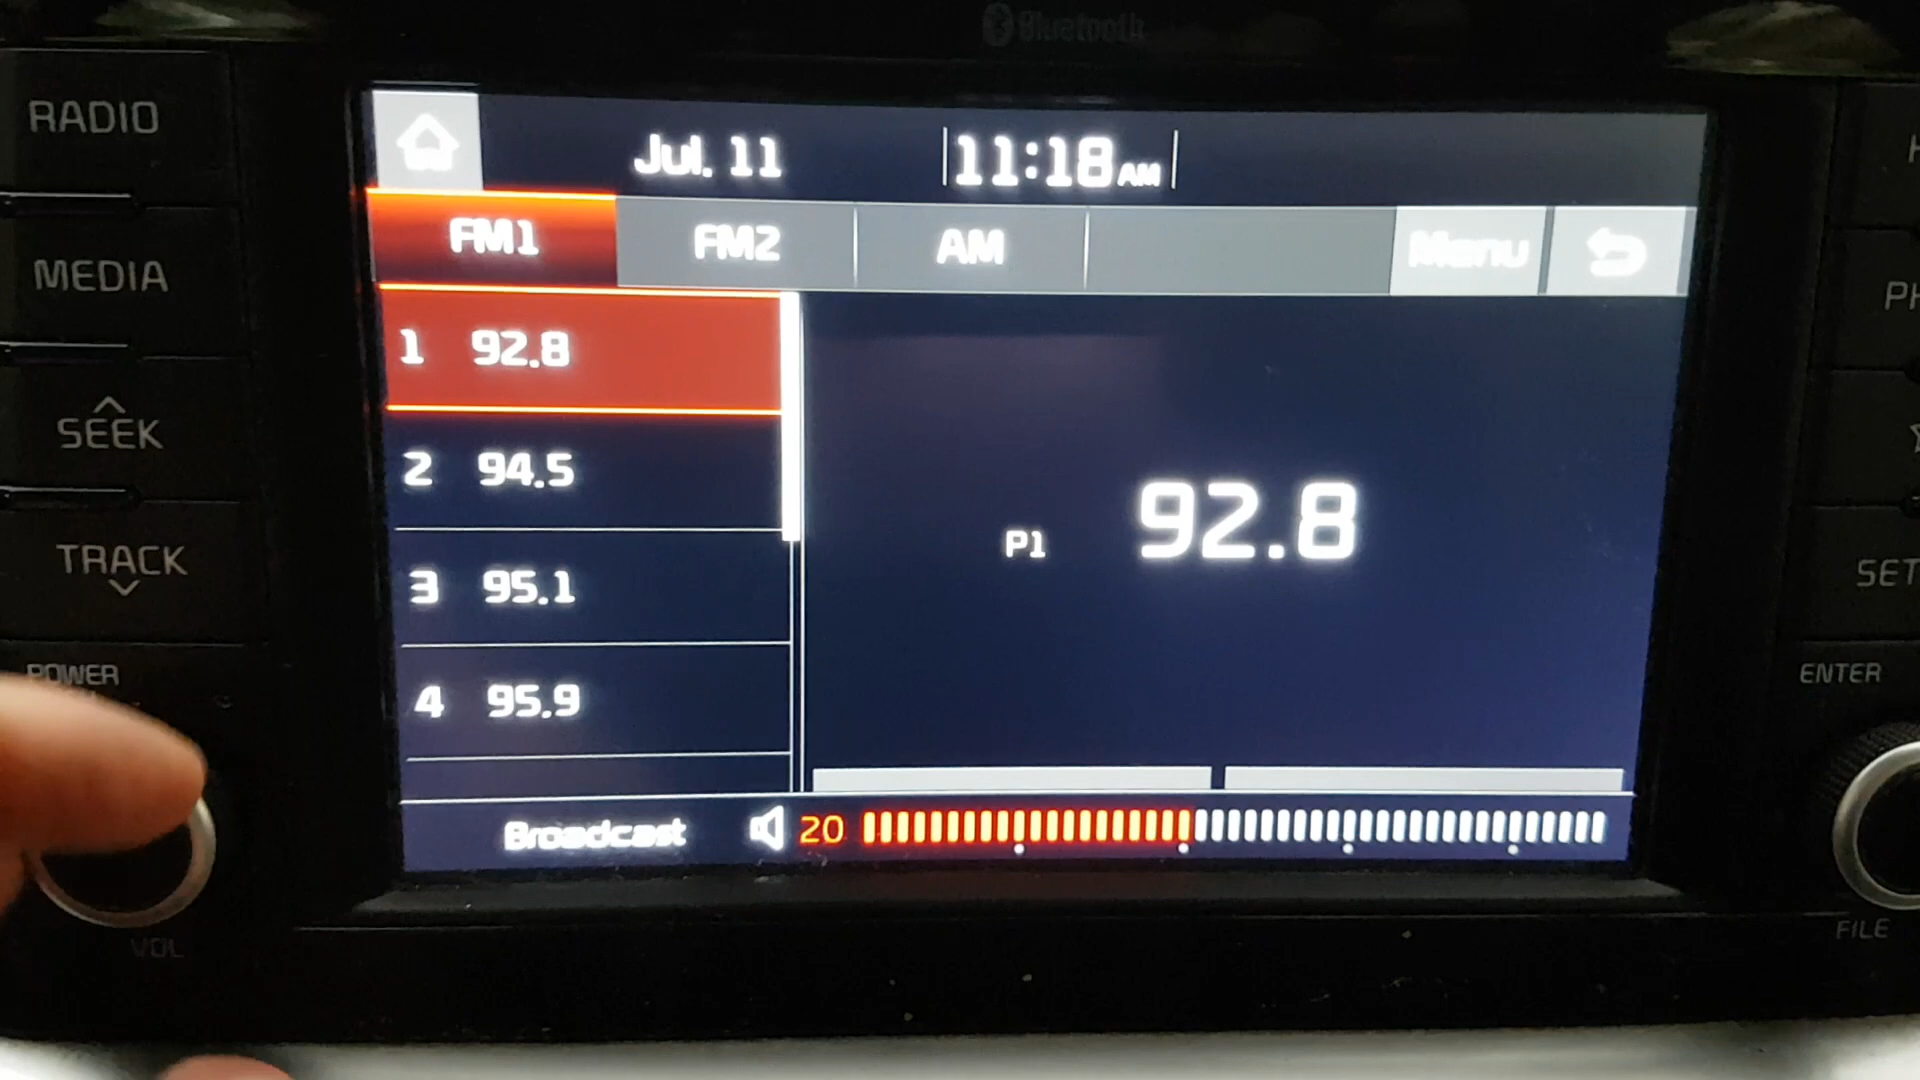 Bluetooth
RADIO
MEDIA
SEEK
TRACK
POWER
VOL
Jul. 11
11:18 AM
FM1 FM2 AM Menu
1 92.8
2 94.5
3 95.1
4 95.9
P1 92.8
Broadcast 20
ENTER
FILE